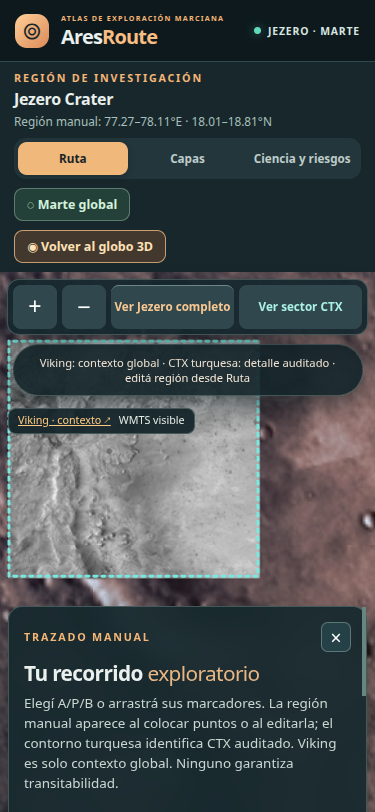 ATLAS DE EXPLORACIÓN MARCIANA
AresRoute
JEZERO · MARTE
REGIÓN DE INVESTIGACIÓN
Jezero Crater
Región manual: 77.27–78.11°E · 18.01–18.81°N
Ruta
Capas
Ciencia y riesgos
○ Marte global
◉ Volver al globo 3D
+
−
Ver Jezero completo
Ver sector CTX
Viking: contexto global · CTX turquesa: detalle auditado ·
editá región desde Ruta
Viking · contexto ↗ WMTS visible
TRAZADO MANUAL
×
Tu recorrido exploratorio
Elegí A/P/B o arrastrá sus marcadores. La región
manual aparece al colocar puntos o al editarla; el
contorno turquesa identifica CTX auditado. Viking
es solo contexto global. Ninguno garantiza
transitabilidad.